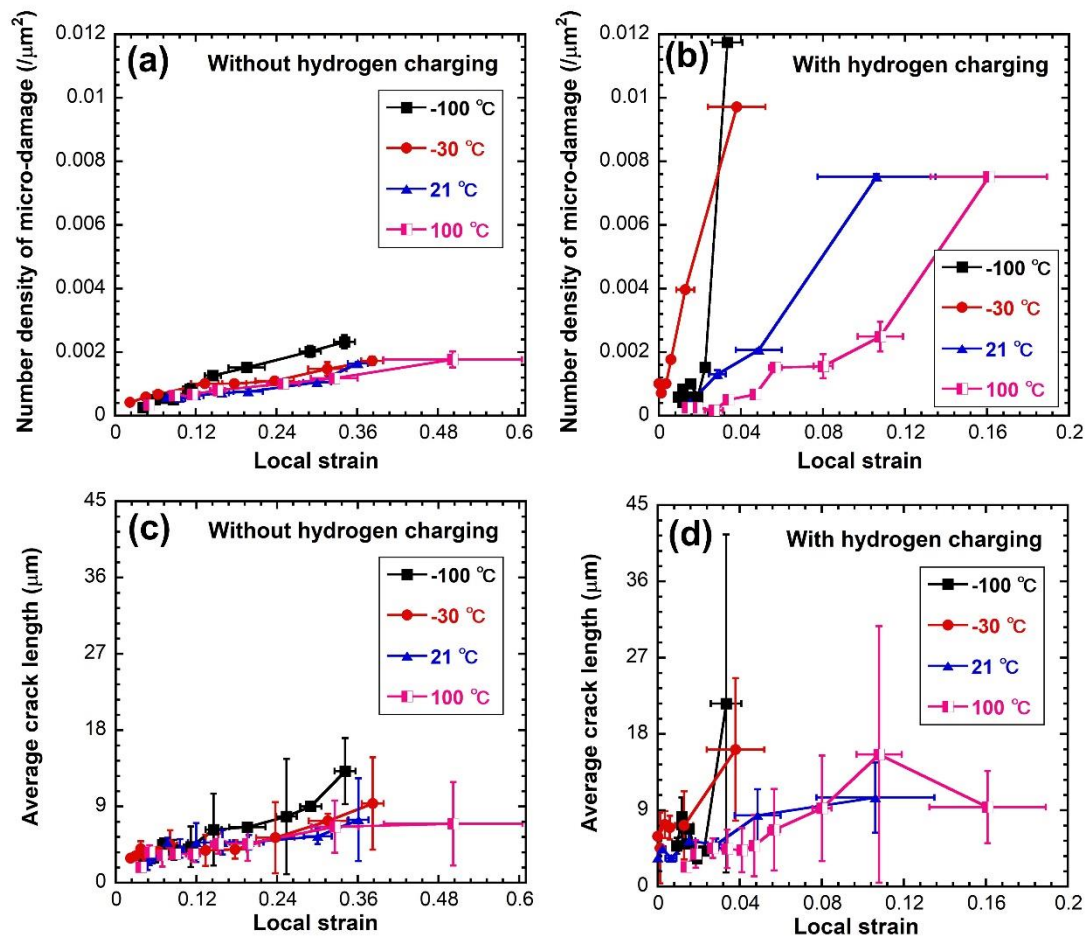 (a)
Without hydrogen charging
-100 °C
-30 °C
21 °C
100 °C
Number density of micro-damage (/μm²)
0.012
0.01
0.008
0.006
0.004
0.002
0
0 0.12 0.24 0.36 0.48 0.6
Local strain
(b)
With hydrogen charging
-100 °C
-30 °C
21 °C
100 °C
Number density of micro-damage (/μm²)
0.012
0.01
0.008
0.006
0.004
0.002
0
0 0.04 0.08 0.12 0.16 0.2
Local strain
(c)
Without hydrogen charging
-100 °C
-30 °C
21 °C
100 °C
Average crack length (μm)
45
36
27
18
9
0
0 0.12 0.24 0.36 0.48 0.6
Local strain
(d)
With hydrogen charging
-100 °C
-30 °C
21 °C
100 °C
Average crack length (μm)
45
36
27
18
9
0
0 0.04 0.08 0.12 0.16 0.2
Local strain